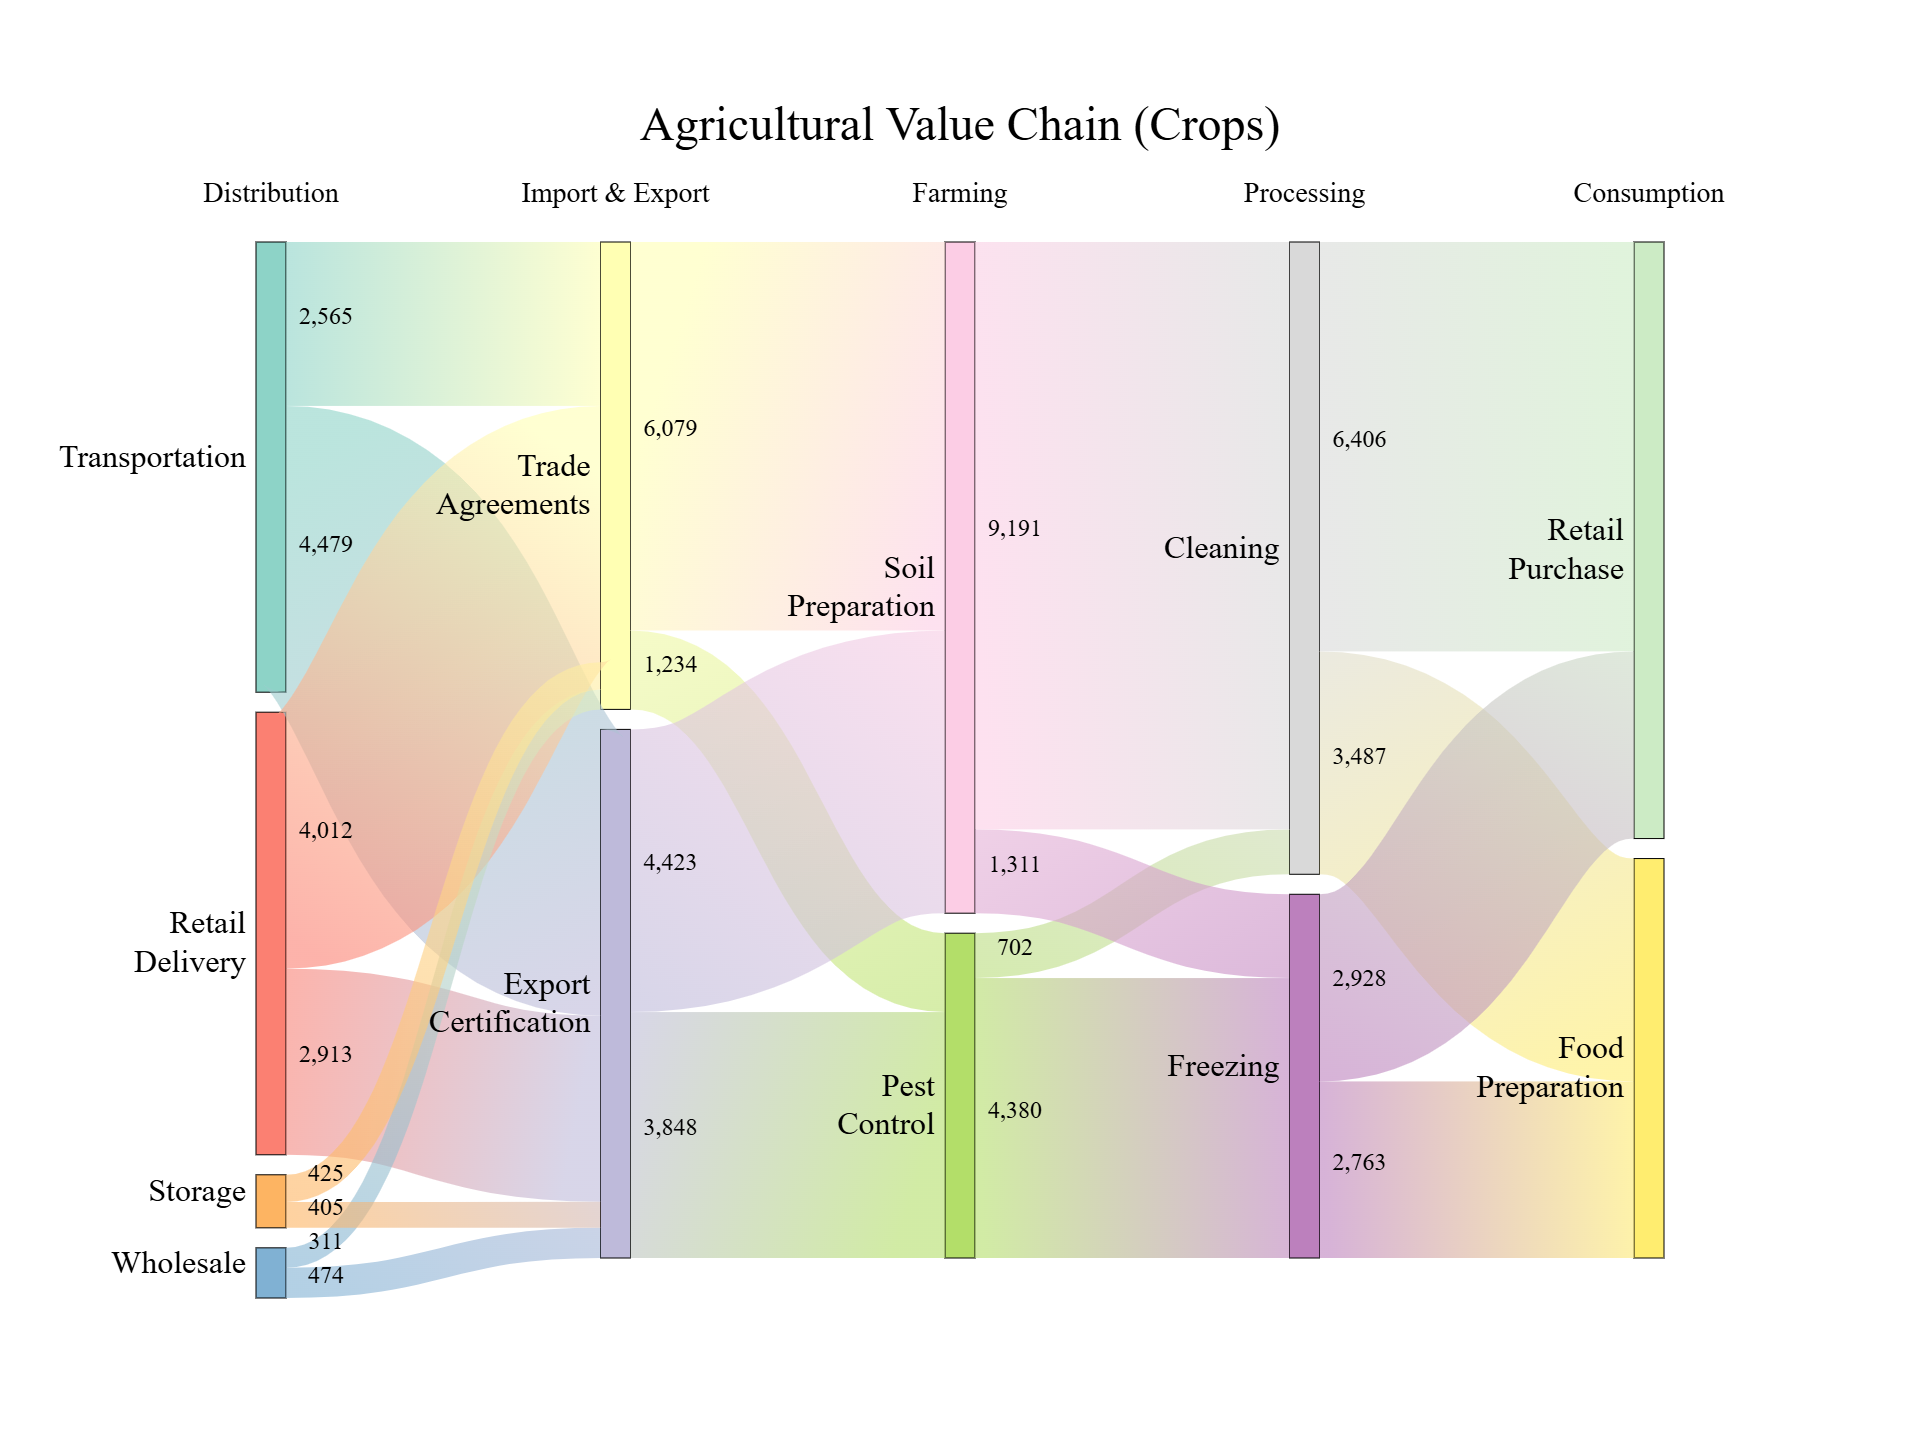 Agricultural Value Chain (Crops)
Distribution
Import & Export
Farming
Processing
Consumption
2,565
Transportation
4,479
Retail
Delivery
4,012
2,913
Storage
425
405
Wholesale
311
474
Trade
Agreements
6,079
1,234
Export
Certification
4,423
3,848
Soil
Preparation
9,191
1,311
Pest
Control
702
4,380
Cleaning
6,406
3,487
Freezing
2,928
2,763
Retail
Purchase
Food
Preparation